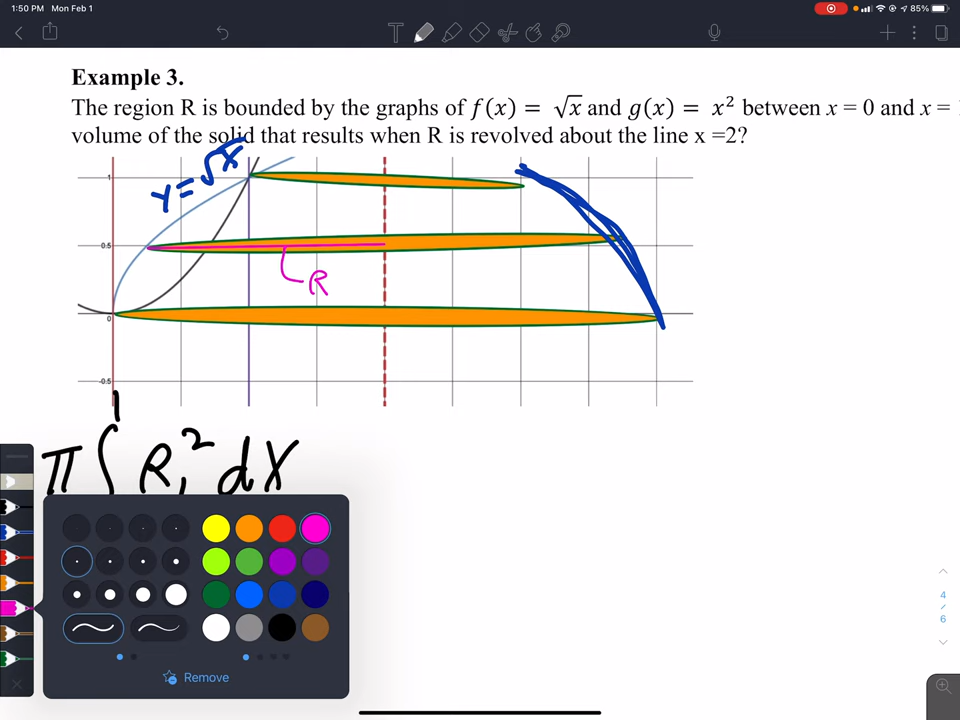 1:50 PM Mon Feb 1
85%
Example 3.
The region R is bounded by the graphs of f(x) = √x and g(x) = x² between x = 0 and x =
volume of the solid that results when R is revolved about the line x =2?
y = √x
1
0.5
R
0
-0.5
1
π ∫ R₁² dx
4
6
Remove